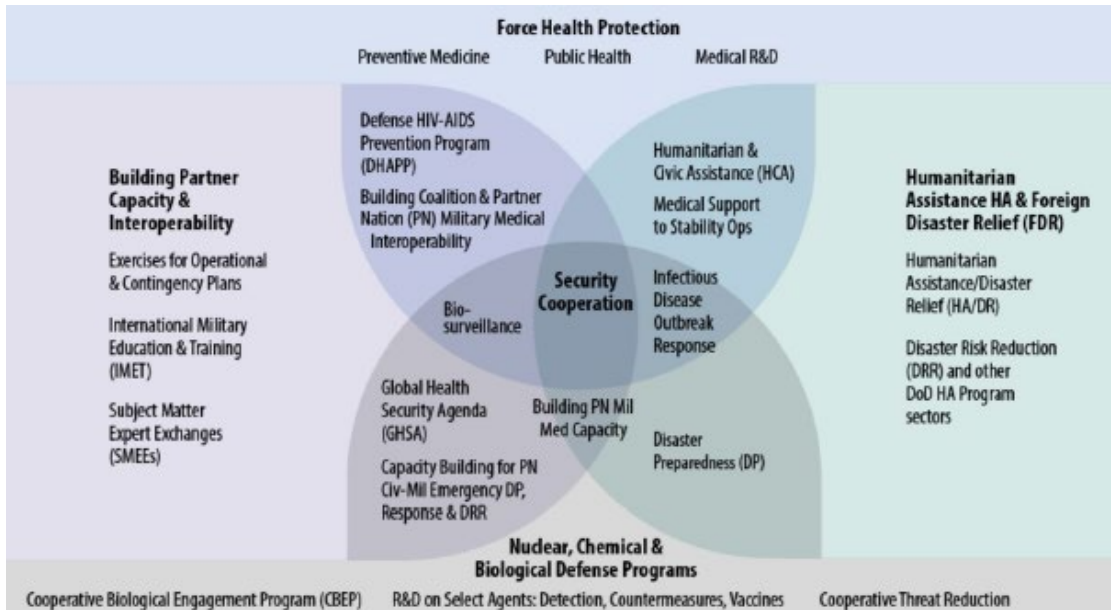 Force Health Protection
Preventive Medicine
Public Health
Medical R&D
Defense HIV-AIDS
Prevention Program
(DHAPP)
Building Coalition & Partner
Nation (PN) Military Medical
Interoperability
Humanitarian &
Civic Assistance (HCA)
Medical Support
to Stability Ops
Building Partner
Capacity &
Interoperability
Exercises for Operational
& Contingency Plans
International Military
Education & Training
(IMET)
Subject Matter
Expert Exchanges
(SMEEs)
Bio-
surveillance
Security
Cooperation
Infectious
Disease
Outbreak
Response
Humanitarian
Assistance HA & Foreign
Disaster Relief (FDR)
Humanitarian
Assistance/Disaster
Relief (HA/DR)
Disaster Risk Reduction
(DRR) and other
DoD HA Program
sectors
Global Health
Security Agenda
(GHSA)
Capacity Building for PN
Civ-Mil Emergency DP,
Response & DRR
Building PN Mil
Med Capacity
Disaster
Preparedness (DP)
Nuclear, Chemical &
Biological Defense Programs
Cooperative Biological Engagement Program (CBEP)
R&D on Select Agents: Detection, Countermeasures, Vaccines
Cooperative Threat Reduction